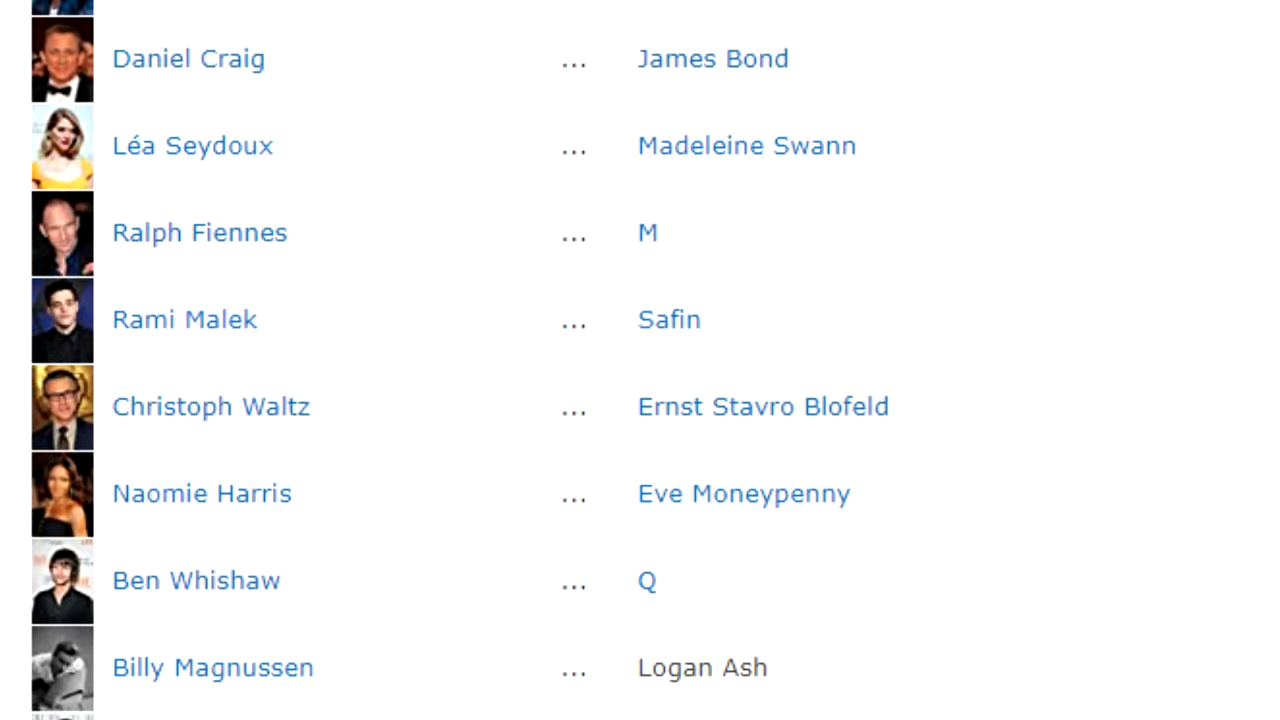 Daniel Craig ... James Bond
Léa Seydoux ... Madeleine Swann
Ralph Fiennes ... M
Rami Malek ... Safin
Christoph Waltz ... Ernst Stavro Blofeld
Naomie Harris ... Eve Moneypenny
Ben Whishaw ... Q
Billy Magnussen ... Logan Ash